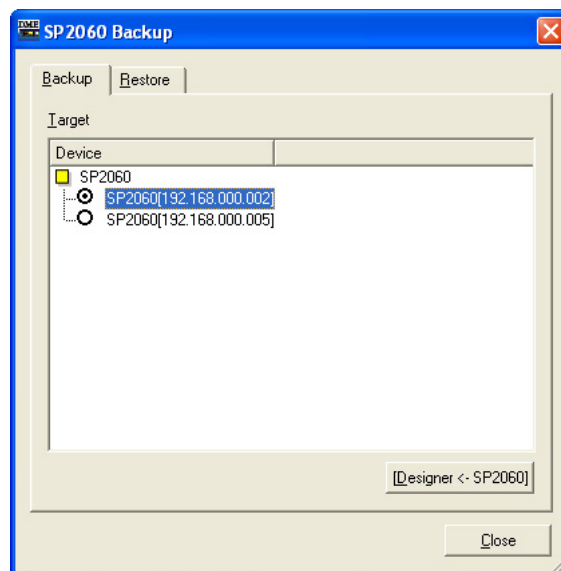 SP2060 Backup
Backup Restore
Target
Device
SP2060
SP2060[192.168.000.002]
SP2060[192.168.000.005]
[Designer <- SP2060]
Close